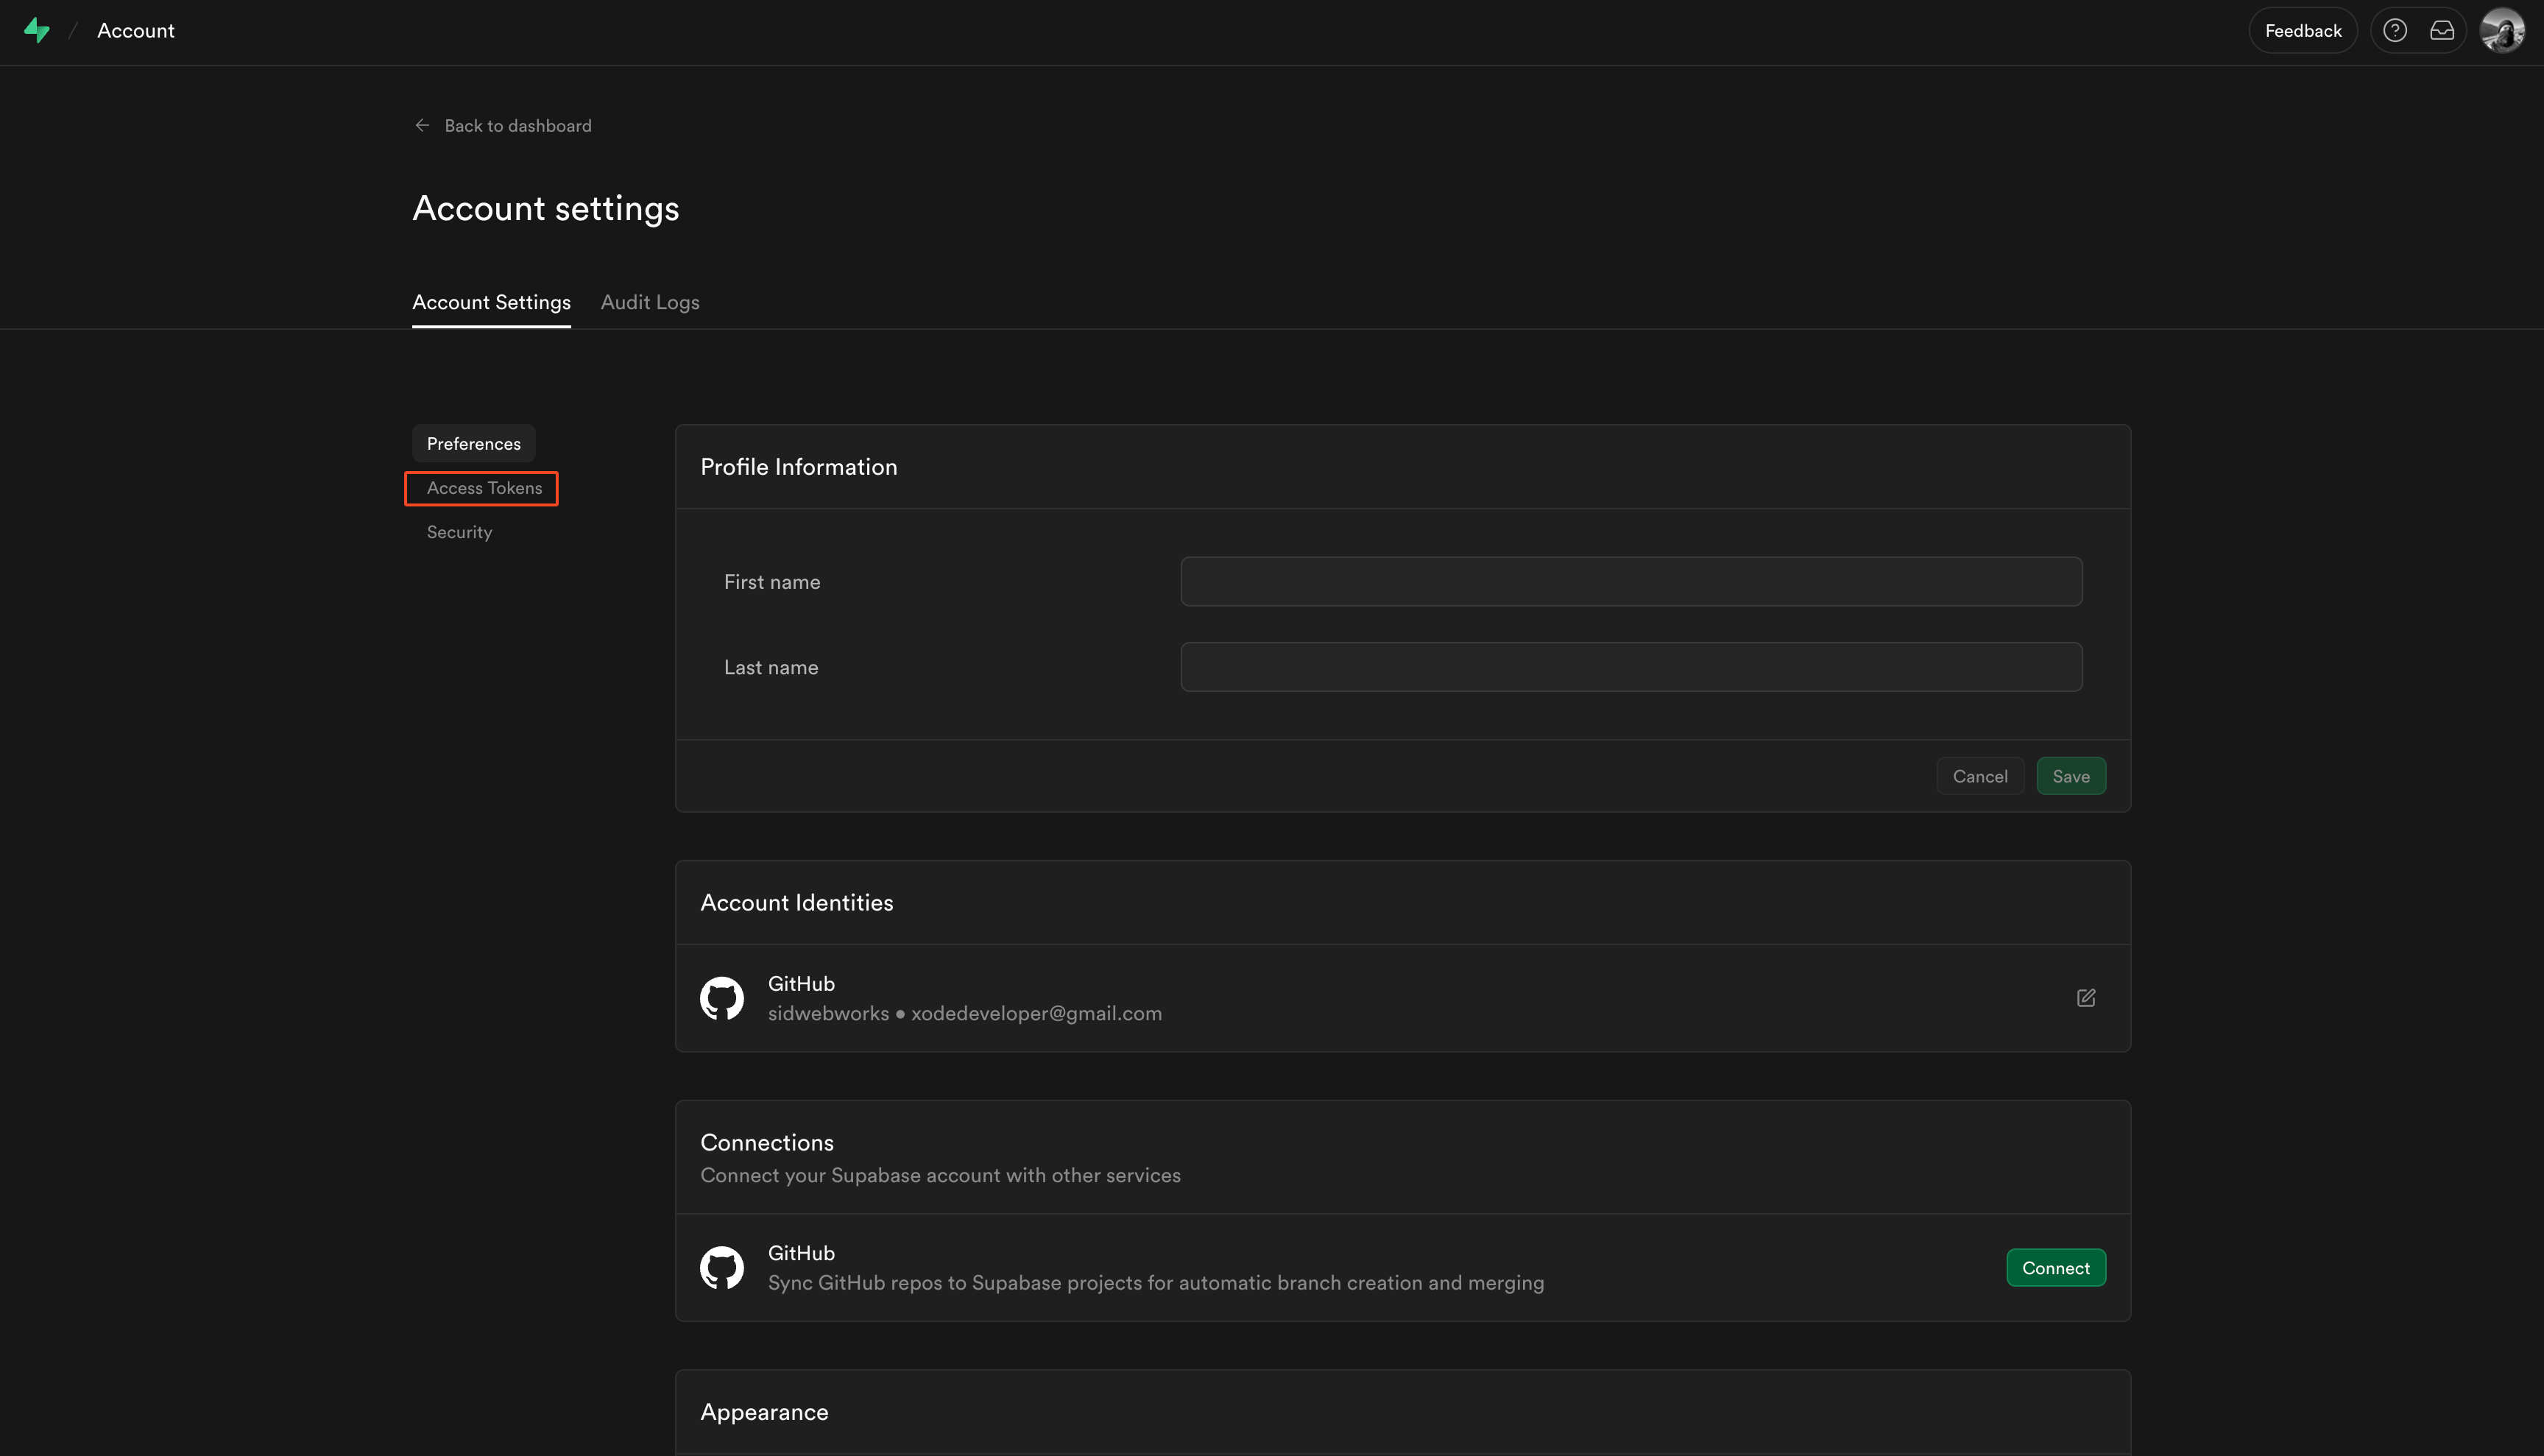 Account
Feedback
Back to dashboard
Account settings
Account Settings
Audit Logs
Preferences
Access Tokens
Security
Profile Information
First name
Last name
Cancel
Save
Account Identities
GitHub
sidwebworks • xodedeveloper@gmail.com
Connections
Connect your Supabase account with other services
GitHub
Sync GitHub repos to Supabase projects for automatic branch creation and merging
Connect
Appearance